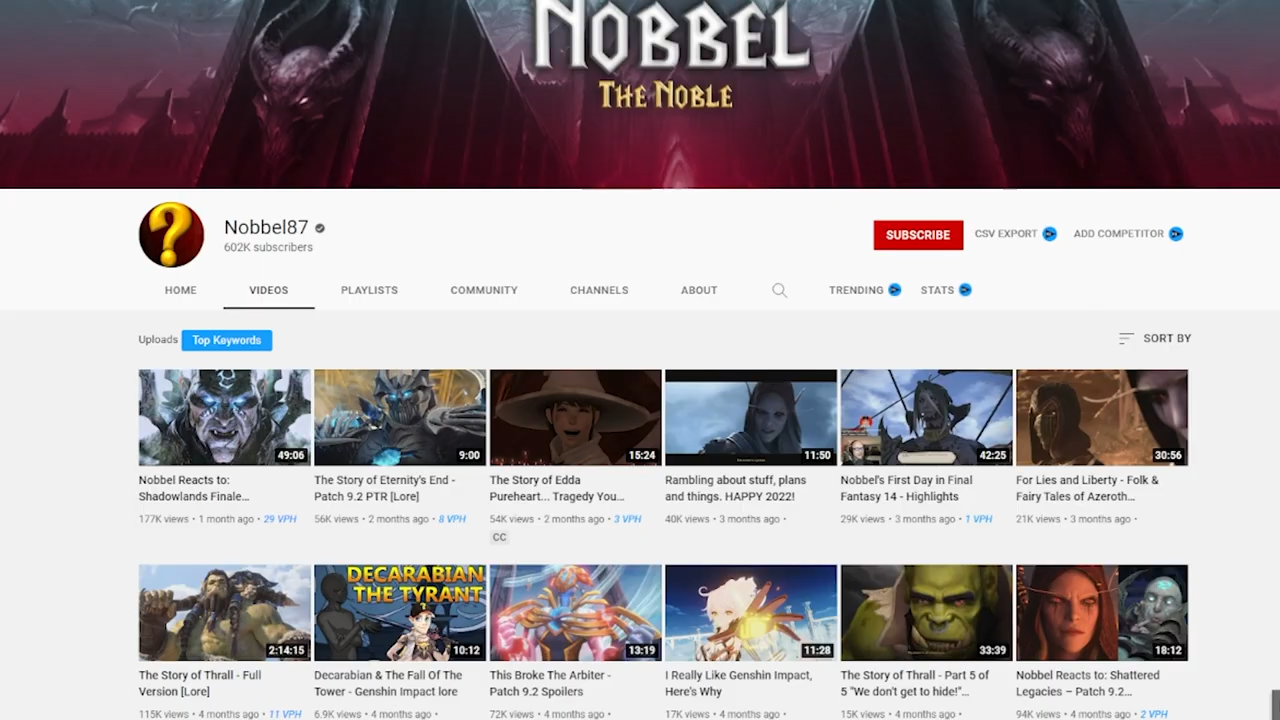 NOBBEL
THE NOBLE
Nobbel87
602K subscribers
SUBSCRIBE
CSV EXPORT
ADD COMPETITOR
HOME
VIDEOS
PLAYLISTS
COMMUNITY
CHANNELS
ABOUT
TRENDING
STATS
Uploads
Top Keywords
SORT BY
49:06
Nobbel Reacts to:
Shadowlands Finale...
177K views • 1 month ago • 29 VPH
9:00
The Story of Eternity's End -
Patch 9.2 PTR [Lore]
56K views • 2 months ago • 8 VPH
15:24
The Story of Edda
Pureheart... Tragedy You...
54K views • 2 months ago • 3 VPH
CC
11:50
Rambling about stuff, plans
and things. HAPPY 2022!
40K views • 3 months ago •
42:25
Nobbel's First Day in Final
Fantasy 14 - Highlights
29K views • 3 months ago • 1 VPH
30:56
For Lies and Liberty - Folk &
Fairy Tales of Azeroth...
21K views • 3 months ago •
2:14:15
The Story of Thrall - Full
Version [Lore]
115K views • 4 months ago • 11 VPH
DECARABIAN
THE TYRANT
10:12
Decarabian & The Fall Of The
Tower - Genshin Impact lore
6.9K views • 4 months ago •
13:19
This Broke The Arbiter -
Patch 9.2 Spoilers
72K views • 4 months ago •
11:28
I Really Like Genshin Impact,
Here's Why
17K views • 4 months ago •
33:39
The Story of Thrall - Part 5 of
5 "We don't get to hide!"...
15K views • 4 months ago •
18:12
Nobbel Reacts to: Shattered
Legacies – Patch 9.2...
94K views • 4 months ago • 2 VPH